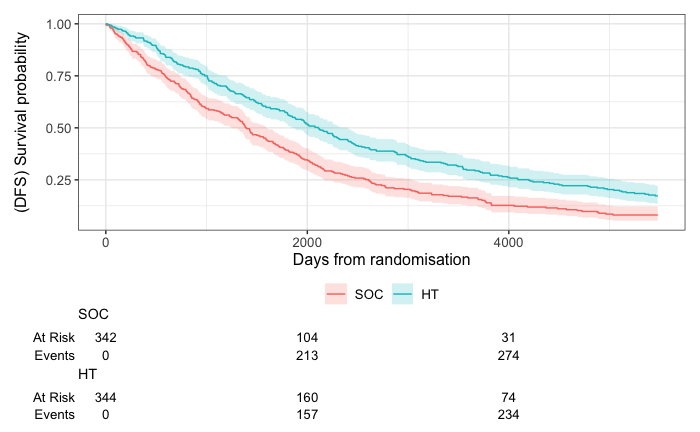 (DFS) Survival probability
1.00
0.75
0.50
0.25
0 2000 4000
Days from randomisation
SOC HT
SOC
At Risk 342 104 31
Events 0 213 274
HT
At Risk 344 160 74
Events 0 157 234